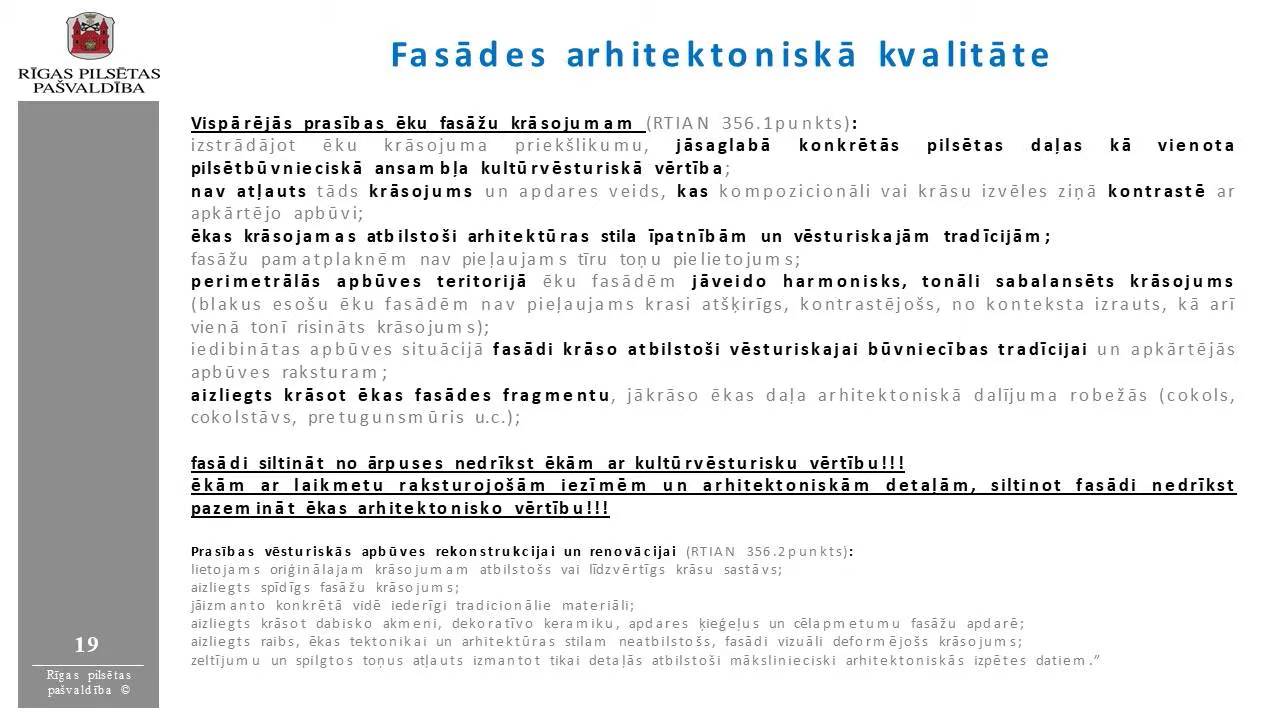 RĪGAS PILSĒTAS
PAŠVALDĪBA
Fasādes arhitektoniskā kvalitāte
Vispārējās prasības ēku fasāžu krāsojumam (RTIAN 356.1punkts):
izstrādājot ēku krāsojuma priekšlikumu, jāsaglabā konkrētās pilsētas daļas kā vienota
pilsētbūvnieciskā ansambļa kultūrvēsturiskā vērtība;
nav atļauts tāds krāsojums un apdares veids, kas kompozicionāli vai krāsu izvēles ziņā kontrastē ar
apkārtējo apbūvi;
ēkas krāsojamas atbilstoši arhitektūras stila īpatnībām un vēsturiskajām tradīcijām;
fasāžu pamatplaknēm nav pieļaujams tīru toņu pielietojums;
perimetrālās apbūves teritorijā ēku fasādēm jāveido harmonisks, tonāli sabalansēts krāsojums
(blakus esošu ēku fasādēm nav pieļaujams krasi atšķirīgs, kontrastējošs, no konteksta izrauts, kā arī
vienā tonī risināts krāsojums);
iedibinātas apbūves situācijā fasādi krāso atbilstoši vēsturiskajai būvniecības tradīcijai un apkārtējās
apbūves raksturam;
aizliegts krāsot ēkas fasādes fragmentu, jākrāso ēkas daļa arhitektoniskā dalījuma robežās (cokols,
cokolstāvs, pretugunsmūris u.c.);
fasādi siltināt no ārpuses nedrīkst ēkām ar kultūrvēsturisku vērtību!!!
ēkām ar laikmetu raksturojošām iezīmēm un arhitektoniskām detaļām, siltinot fasādi nedrīkst
pazemināt ēkas arhitektonisko vērtību!!!
Prasības vēsturiskās apbūves rekonstrukcijai un renovācijai (RTIAN 356.2punkts):
lietojams oriģinālajam krāsojumam atbilstošs vai līdzvērtīgs krāsu sastāvs;
aizliegts spīdīgs fasāžu krāsojums;
jāizmanto konkrētā vidē iederīgi tradicionālie materiāli;
aizliegts krāsot dabisko akmeni, dekoratīvo keramiku, apdares ķieģeļus un cēlapmetumu fasāžu apdarē;
aizliegts raibs, ēkas tektonikai un arhitektūras stilam neatbilstošs, fasādi vizuāli deformējošs krāsojums;
zeltījumu un spilgtos toņus atļauts izmantot tikai detaļās atbilstoši mākslinieciski arhitektoniskās izpētes datiem.”
19
Rīgas pilsētas
pašvaldība ©